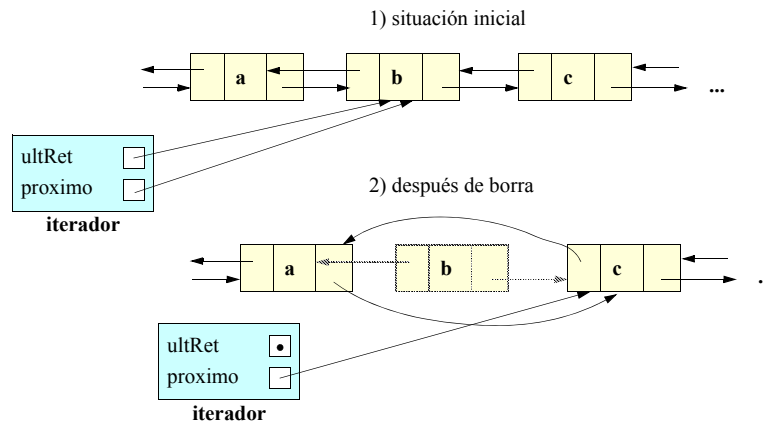 1) situación inicial
a b c ...
ultRet
proximo
iterador
2) después de borra
a b c .
ultRet
proximo
iterador